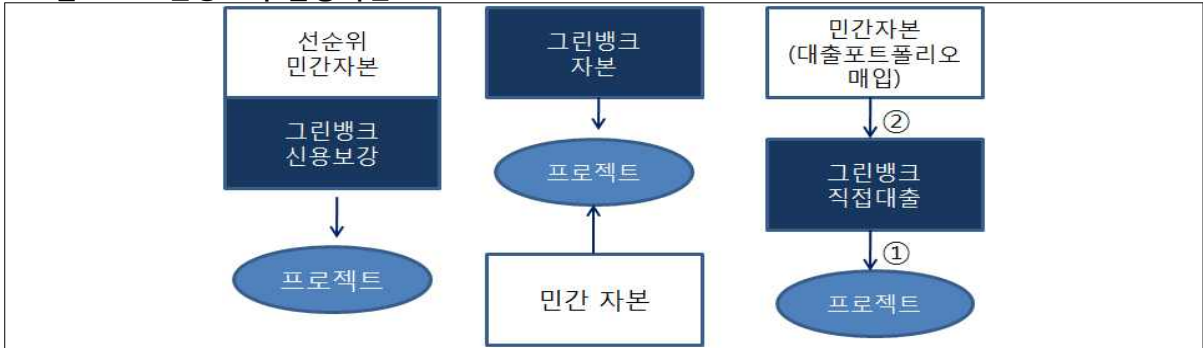 선순위
민간자본
그린뱅크
신용보강
프로젝트
그린뱅크
자본
프로젝트
민간 자본
민간자본
(대출포트폴리오
매입)
②
그린뱅크
직접대출
①
프로젝트